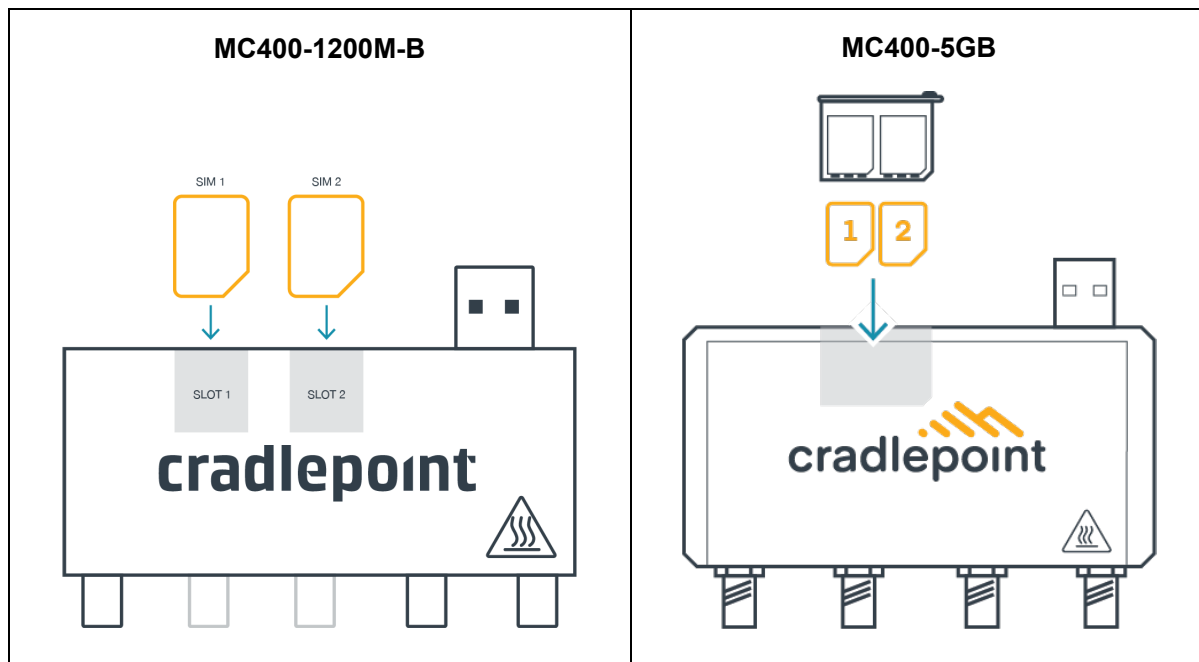 MC400-1200M-B
SIM 1
SIM 2
SLOT 1
SLOT 2
cradlepoint
MC400-5GB
1
2
cradlepoint